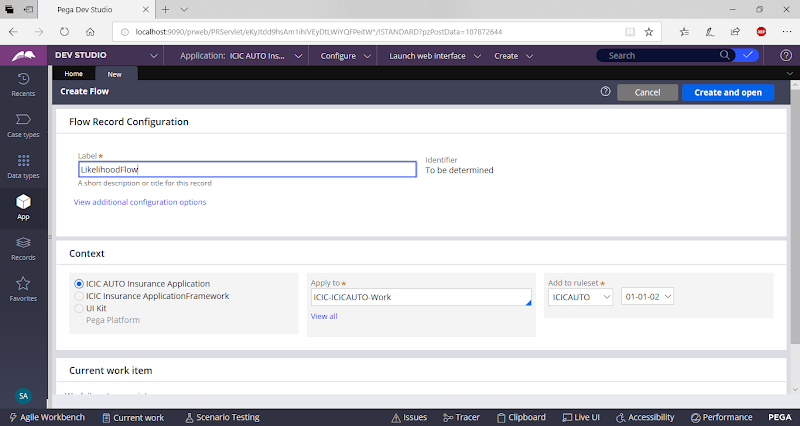 Pega Dev Studio
localhost:9090/prweb/PRServlet/
DEV STUDIO
Application: ICIC AUTO Ins...
Configure
Launch web interface
Create
Search
Home
New
Create Flow
Cancel
Create and open
Recents
Case types
Data types
App
Records
Favorites
SA
Flow Record Configuration
Label ★
LikelihoodFlow
A short description or title for this record
Identifier
To be determined
View additional configuration options
Context
ICIC AUTO Insurance Application
ICIC Insurance ApplicationFramework
UI Kit
Pega Platform
Apply to ★
ICIC-ICICAUTO-Work
View all
Add to ruleset ★
ICICAUTO
01-01-02
Current work item
Agile Workbench
Current work
Scenario Testing
Issues
Tracer
Clipboard
Live UI
Accessibility
Performance
PEGA